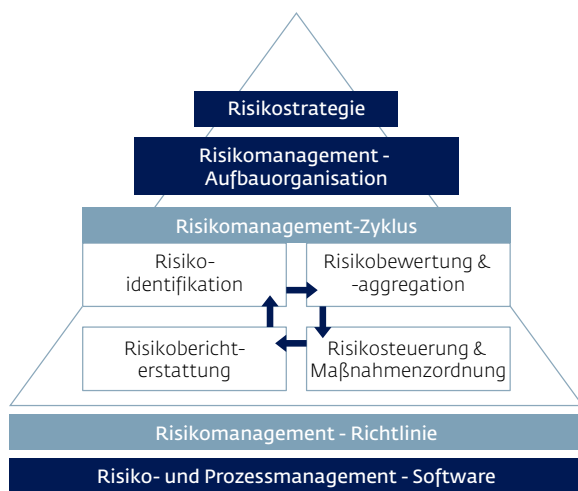 Risikostrategie
Risikomanagement -
Aufbauorganisation
Risikomanagement-Zyklus
Risiko-
identifikation
Risikobewertung &
-aggregation
Risikobericht-
erstattung
Risikosteuerung &
Maßnahmenzordnung
Risikomanagement - Richtlinie
Risiko- und Prozessmanagement - Software